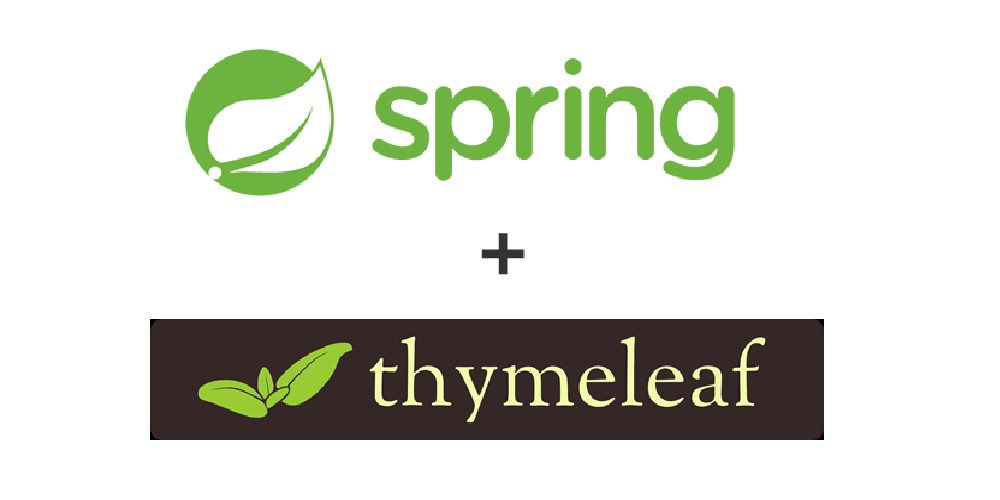 spring
+
thymeleaf